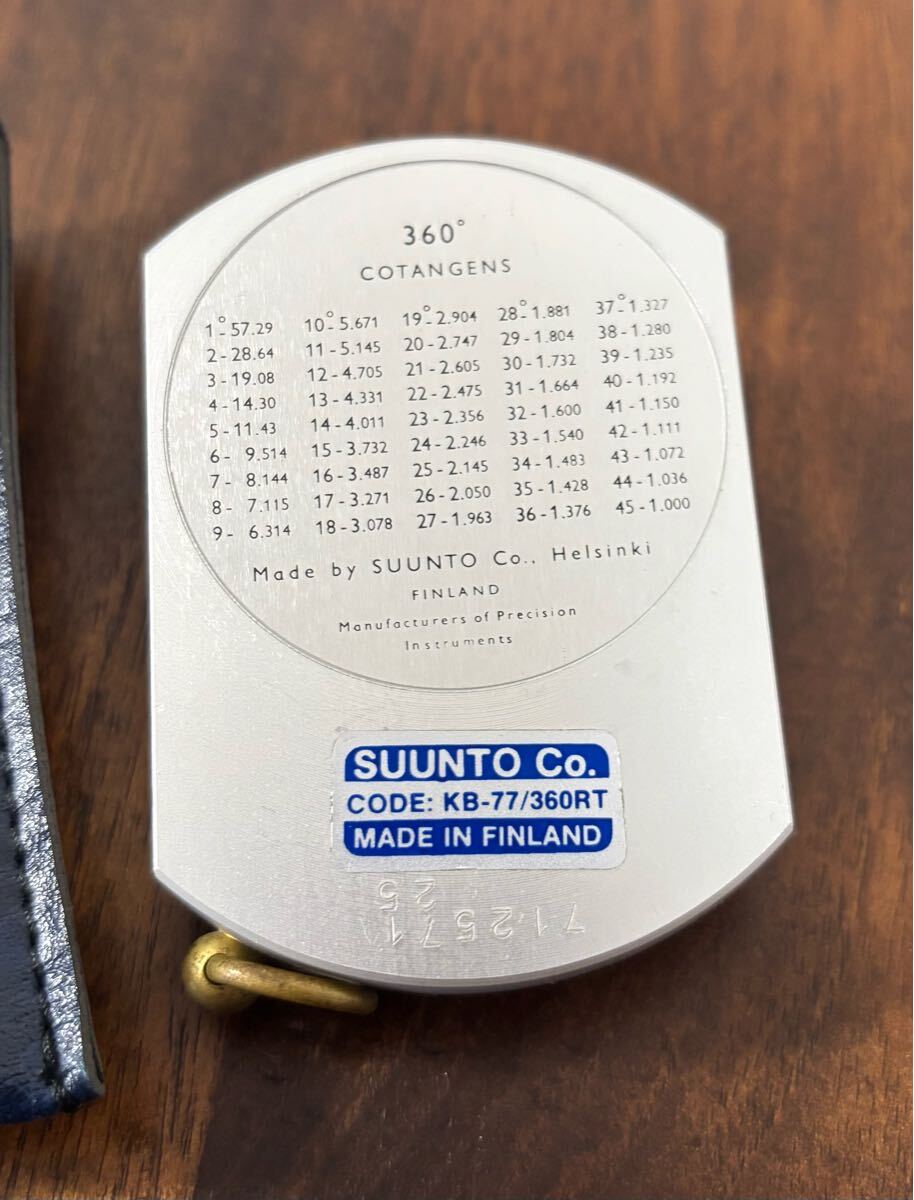 360°
COTANGENS
1°- 57.29 10°- 5.671 19°- 2.904 28°- 1.881 37°- 1.327
2 - 28.64 11 - 5.145 20 - 2.747 29 - 1.804 38 - 1.280
3 - 19.08 12 - 4.705 21 - 2.605 30 - 1.732 39 - 1.235
4 - 14.30 13 - 4.331 22 - 2.475 31 - 1.664 40 - 1.192
5 - 11.43 14 - 4.011 23 - 2.356 32 - 1.600 41 - 1.150
6 - 9.514 15 - 3.732 24 - 2.246 33 - 1.540 42 - 1.111
7 - 8.144 16 - 3.487 25 - 2.145 34 - 1.483 43 - 1.072
8 - 7.115 17 - 3.271 26 - 2.050 35 - 1.428 44 - 1.036
9 - 6.314 18 - 3.078 27 - 1.963 36 - 1.376 45 - 1.000
Made by SUUNTO Co., Helsinki
FINLAND
Manufacturers of Precision
Instruments
SUUNTO Co.
CODE: KB-77/360RT
MADE IN FINLAND
25